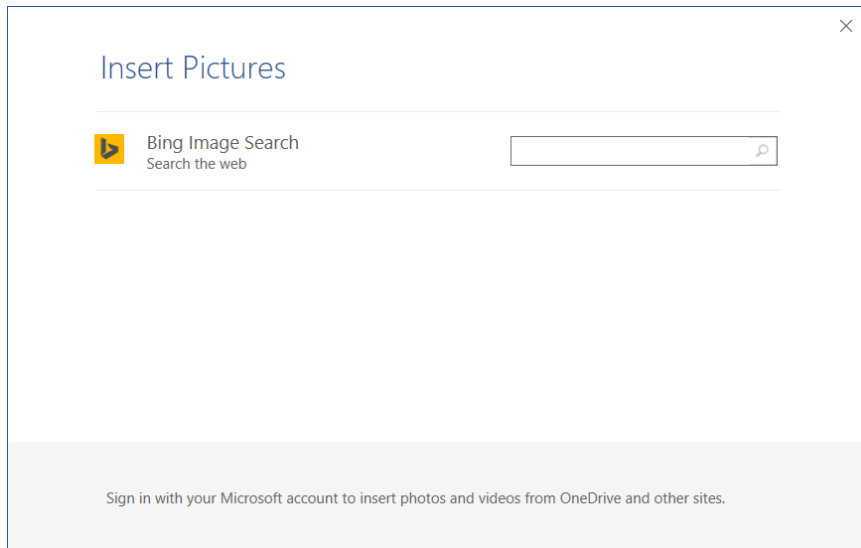 Insert Pictures
Bing Image Search
Search the web
Sign in with your Microsoft account to insert photos and videos from OneDrive and other sites.